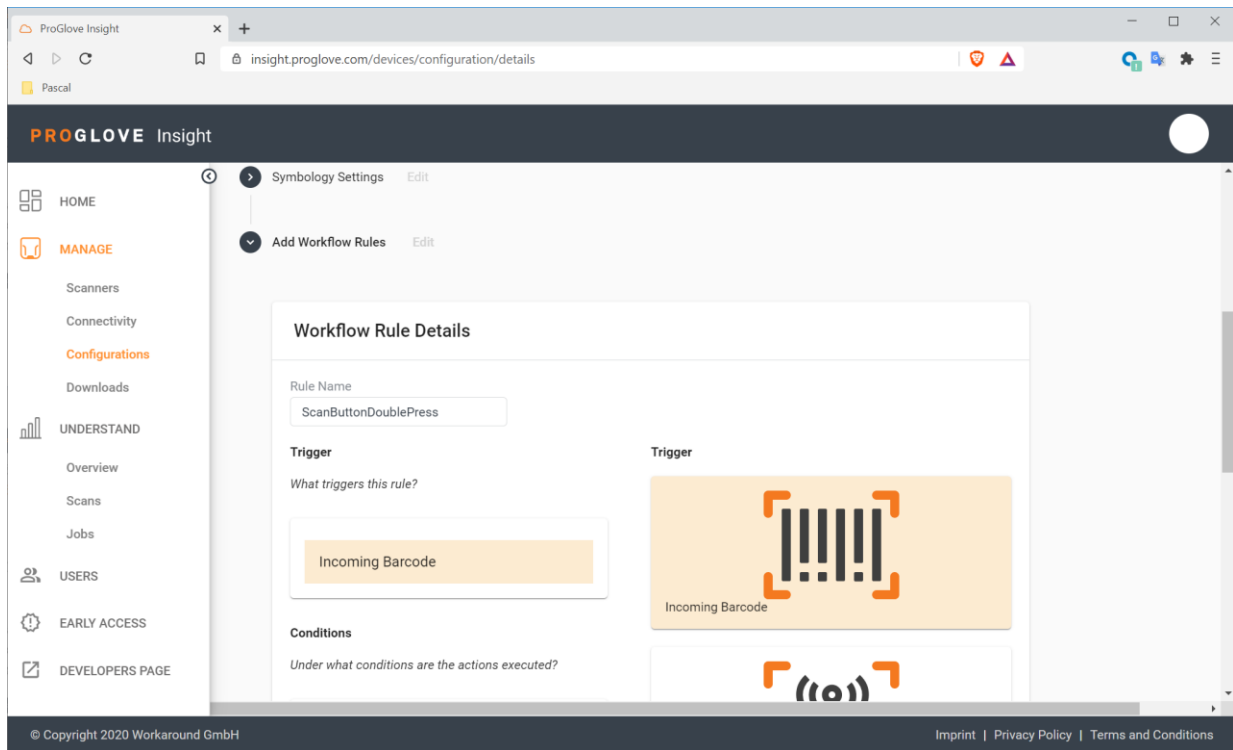 ProGlove Insight
insight.proglove.com/devices/configuration/details
Pascal
PROGLOVE Insight
HOME
MANAGE
Scanners
Connectivity
Configurations
Downloads
UNDERSTAND
Overview
Scans
Jobs
USERS
EARLY ACCESS
DEVELOPERS PAGE
Symbology Settings Edit
Add Workflow Rules Edit
Workflow Rule Details
Rule Name
ScanButtonDoublePress
Trigger
What triggers this rule?
Incoming Barcode
Conditions
Under what conditions are the actions executed?
Trigger
Incoming Barcode
© Copyright 2020 Workaround GmbH
Imprint | Privacy Policy | Terms and Conditions